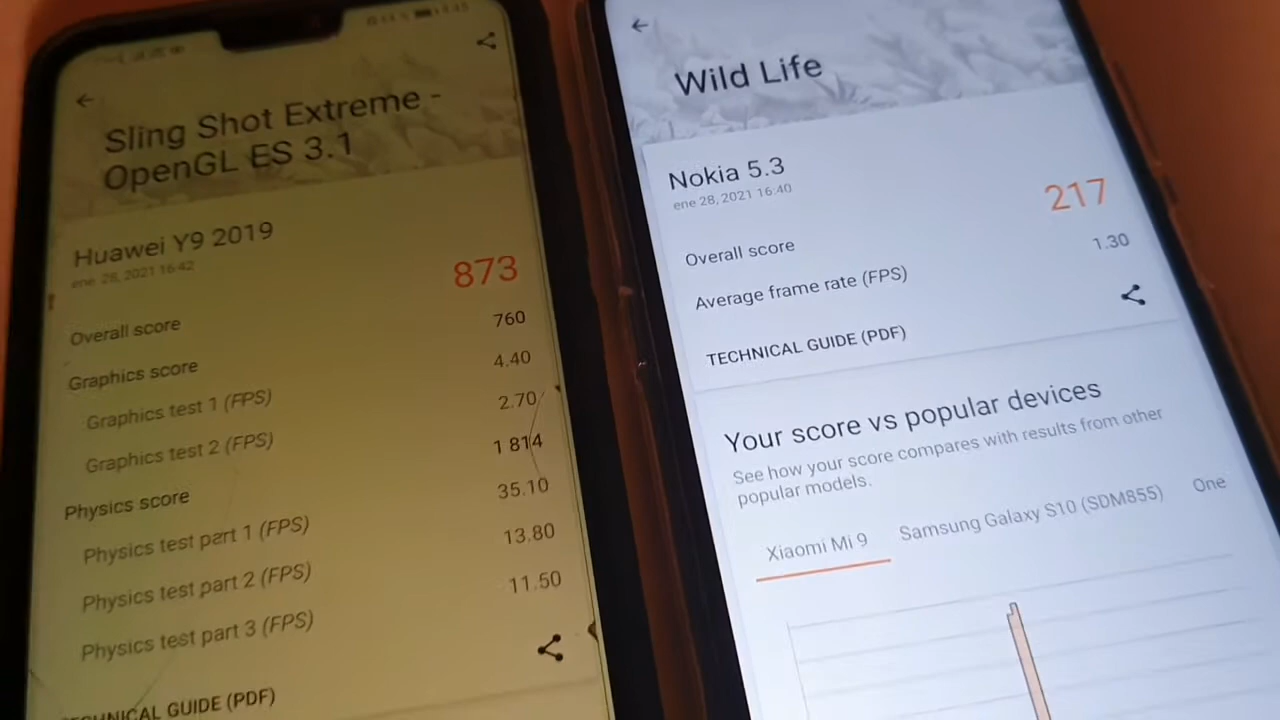 Sling Shot Extreme -
OpenGL ES 3.1
Huawei Y9 2019
ene 28, 2021 16:42
873
Overall score
760
Graphics score
4.40
Graphics test 1 (FPS)
2.70
Graphics test 2 (FPS)
1 814
Physics score
35.10
Physics test part 1 (FPS)
13.80
Physics test part 2 (FPS)
11.50
Physics test part 3 (FPS)
TECHNICAL GUIDE (PDF)
Wild Life
Nokia 5.3
ene 28, 2021 16:40
217
Overall score
1.30
Average frame rate (FPS)
TECHNICAL GUIDE (PDF)
Your score vs popular devices
See how your score compares with results from other
popular models.
Xiaomi Mi 9 Samsung Galaxy S10 (SDM855) One